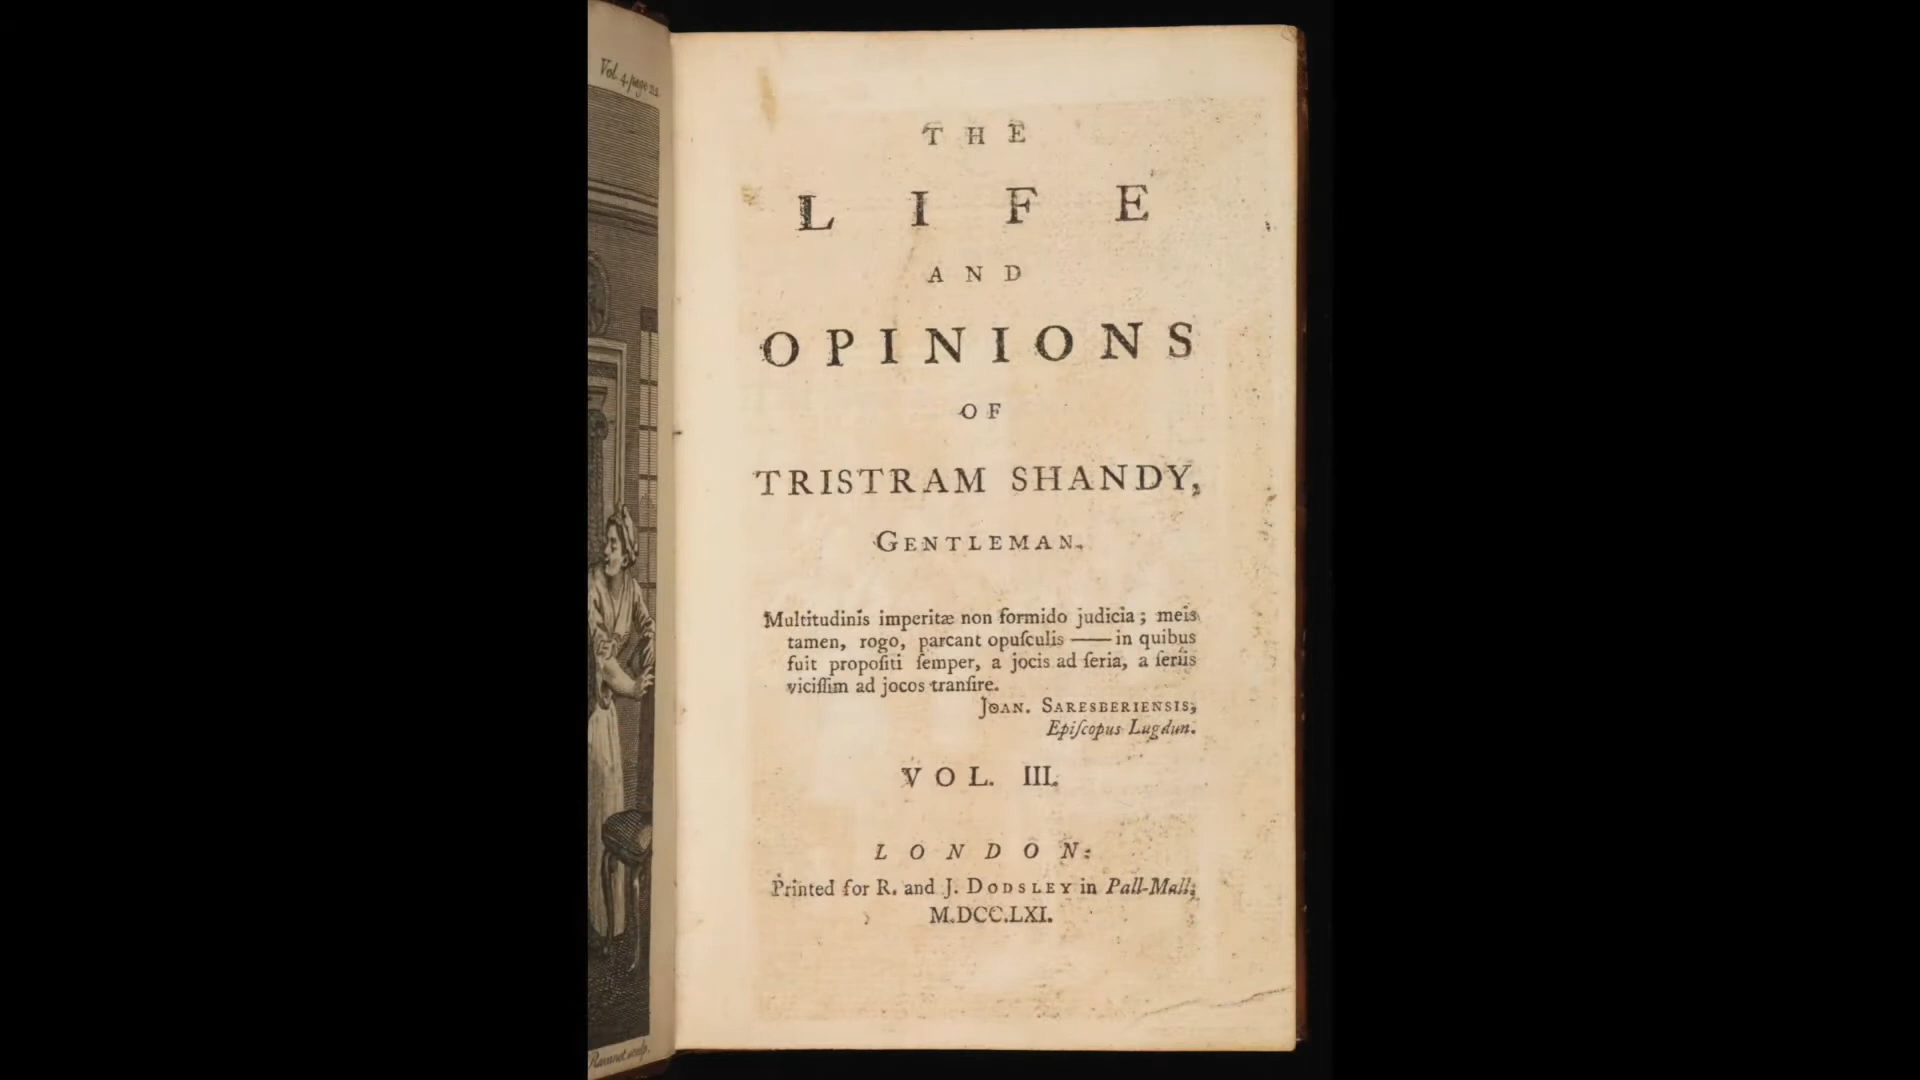 Vol. 4. page
THE
LIFE
AND
OPINIONS
OF
TRISTRAM SHANDY,
GENTLEMAN.
Multitudinis imperitæ non formido judicia; meis
tamen, rogo, parcant opuſculis —— in quibus
fuit propoſiti ſemper, a jocis ad ſeria, a ſeriis
viciſſim ad jocos tranſire.
JOAN. SARESBERIENSIS,
Epiſcopus Lugdun.
VOL. III.
LONDON:
Printed for R. and J. DODSLEY in Pall-Mall;
M.DCC.LXI.
Ravenet sculp.